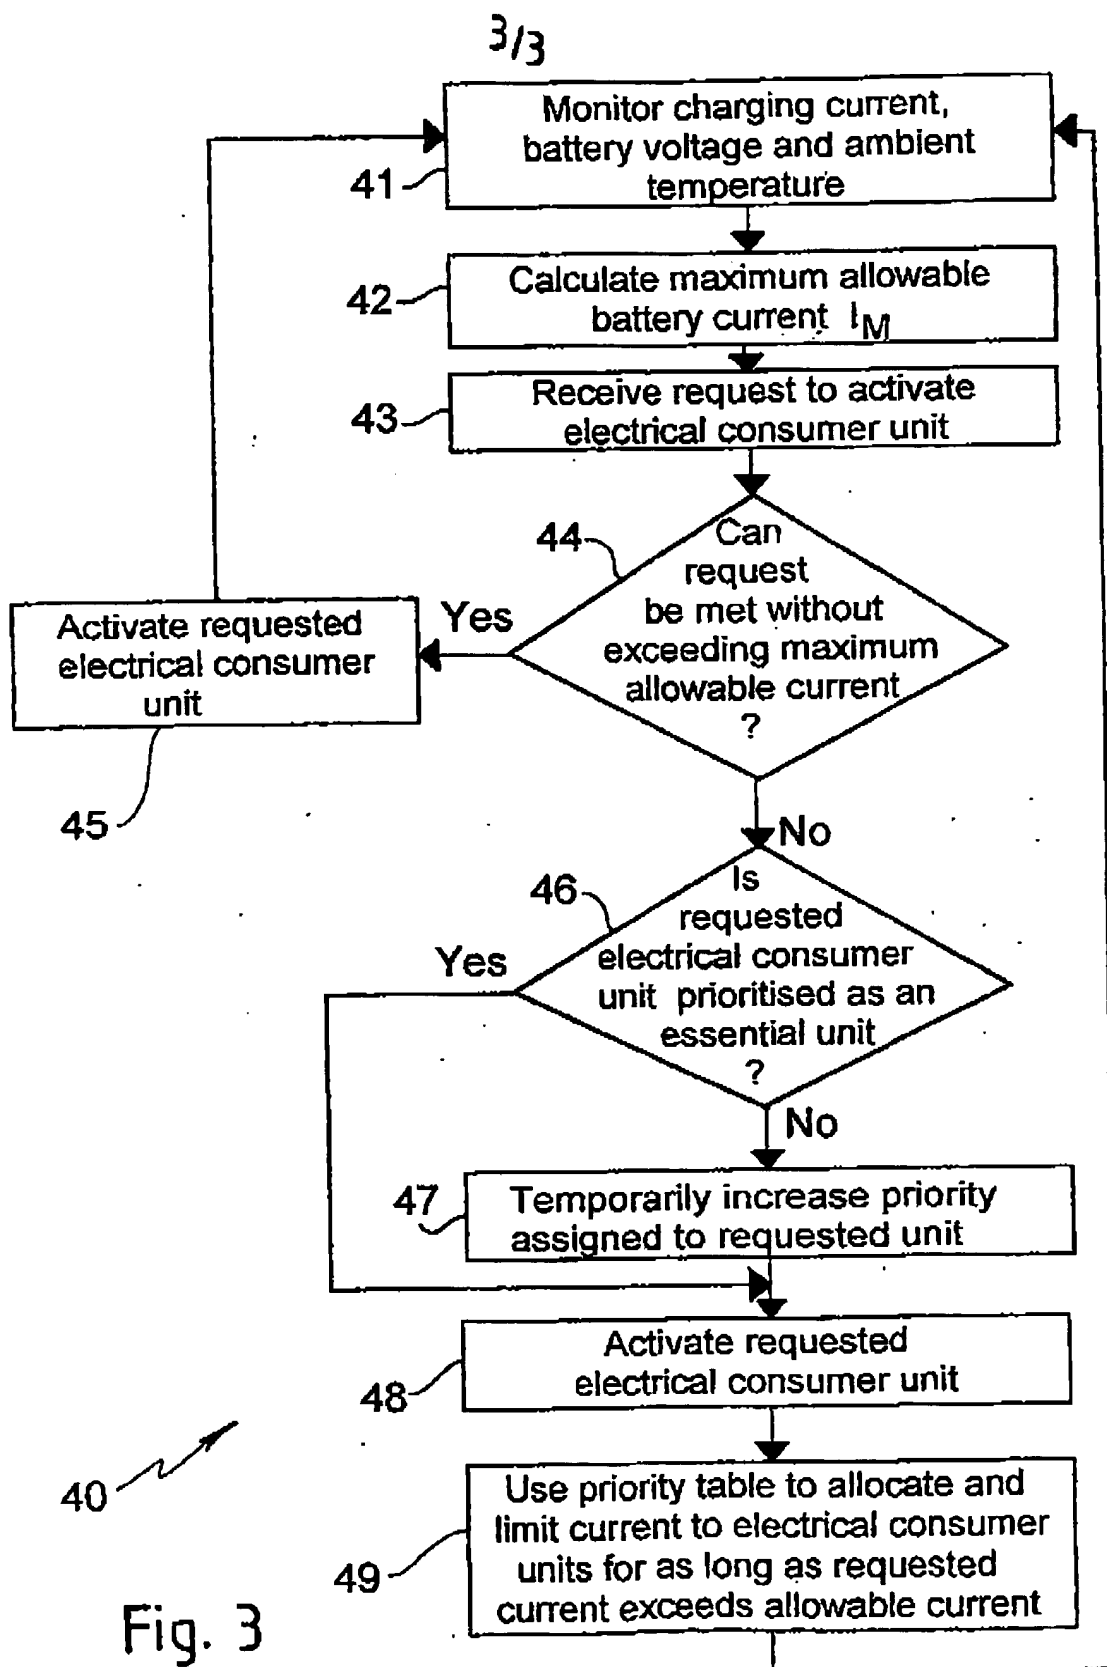 3/3
Monitor charging current,
battery voltage and ambient
temperature
41
Calculate maximum allowable
battery current I_M
42
Receive request to activate
electrical consumer unit
43
44
Can
request
be met without
exceeding maximum
allowable current
?
Yes
Activate requested
electrical consumer
unit
45
No
46
Is
requested
electrical consumer
unit prioritised as an
essential unit
?
Yes
No
47
Temporarily increase priority
assigned to requested unit
Activate requested
electrical consumer unit
48
40
Use priority table to allocate and
limit current to electrical consumer
units for as long as requested
current exceeds allowable current
49
Fig. 3